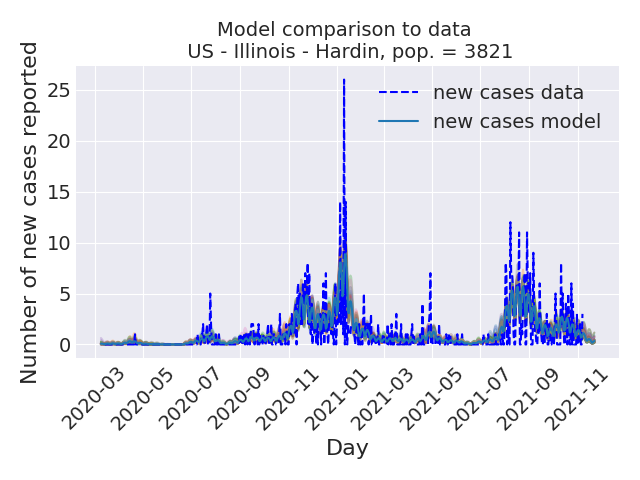 Model comparison to data
US - Illinois - Hardin, pop. = 3821
Number of new cases reported
25
20
15
10
5
0
new cases data
new cases model
2020-03
2020-05
2020-07
2020-09
2020-11
2021-01
2021-03
2021-05
2021-07
2021-09
2021-11
Day